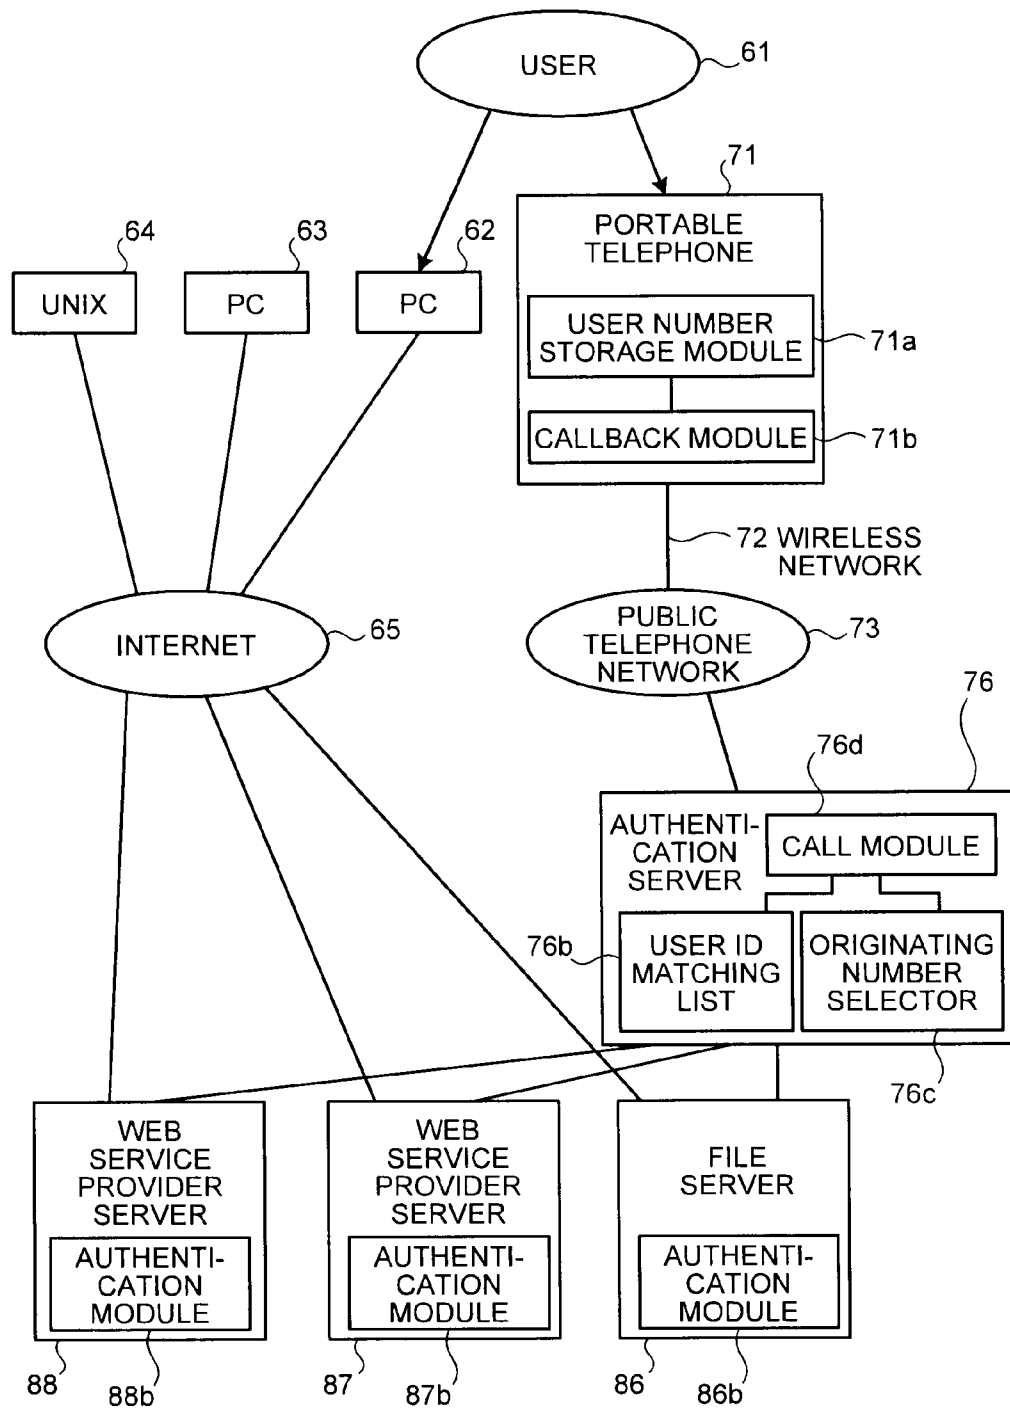 USER
61
71
PORTABLE
TELEPHONE
64
63
62
UNIX
PC
PC
USER NUMBER
STORAGE MODULE
71a
CALLBACK MODULE
71b
72 WIRELESS
NETWORK
INTERNET
65
PUBLIC
TELEPHONE
NETWORK
73
76
76d
AUTHENTI-
CATION
SERVER
CALL MODULE
76b
USER ID
MATCHING
LIST
ORIGINATING
NUMBER
SELECTOR
76c
WEB
SERVICE
PROVIDER
SERVER
AUTHENTI-
CATION
MODULE
88
88b
WEB
SERVICE
PROVIDER
SERVER
AUTHENTI-
CATION
MODULE
87
87b
FILE
SERVER
AUTHENTI-
CATION
MODULE
86
86b